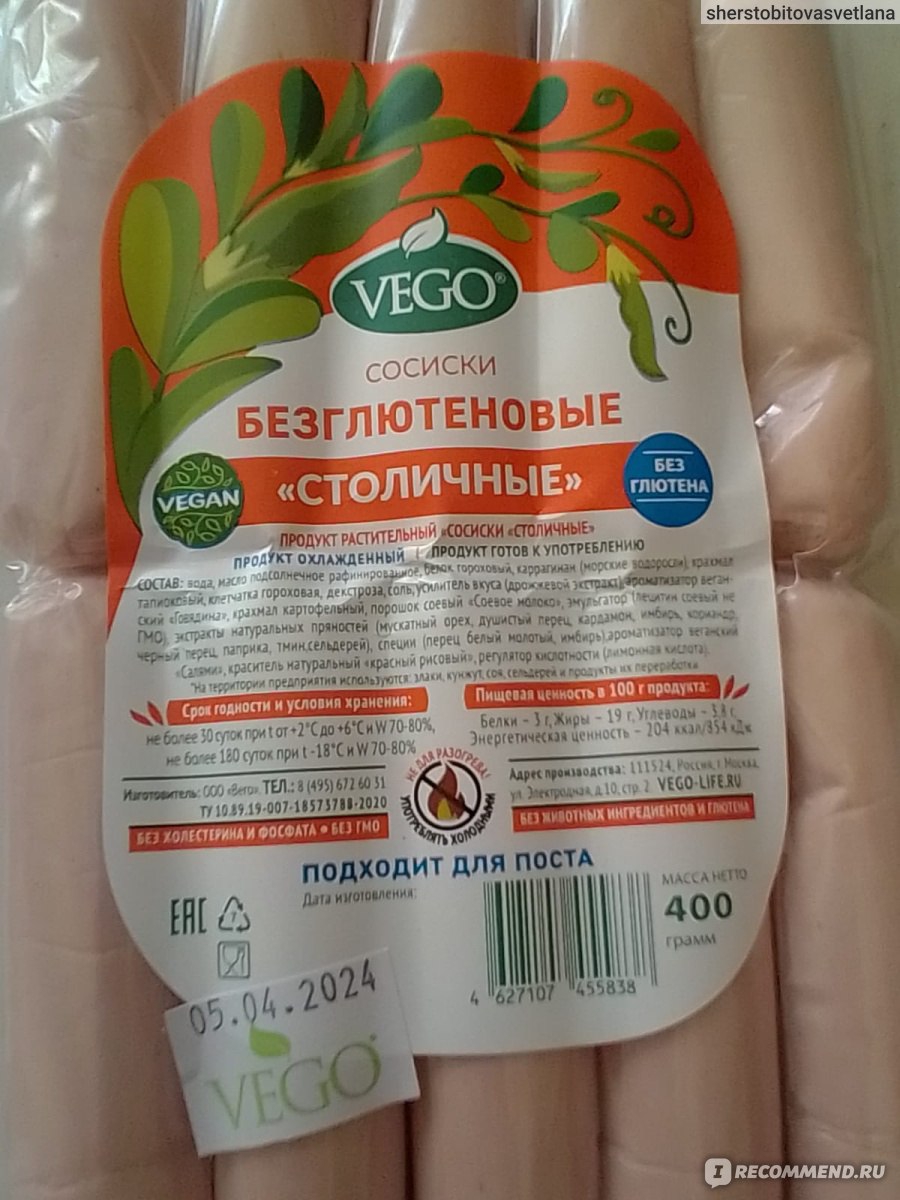 sherstobitovasvetlana
VEGO®
СОСИСКИ
БЕЗГЛЮТЕНОВЫЕ
«СТОЛИЧНЫЕ»
VEGAN
БЕЗ
ГЛЮТЕНА
ПРОДУКТ РАСТИТЕЛЬНЫЙ «СОСИСКИ «СТОЛИЧНЫЕ»
ПРОДУКТ ОХЛАЖДЕННЫЙ | ПРОДУКТ ГОТОВ К УПОТРЕБЛЕНИЮ
СОСТАВ: вода, масло подсолнечное рафинированное, белок гороховый, каррагинан (морские водоросли), крахмал
тапиоковый, клетчатка гороховая, декстроза, соль, усилитель вкуса (дрожжевой экстракт), ароматизатор веган-
ский «Говядина», крахмал картофельный, порошок соевый «Соевое молоко», эмульгатор (лецитин соевый не
ГМО), экстракты натуральных пряностей (мускатный орех, душистый перец, кардамон, имбирь, кориандр,
черный перец, паприка, тмин,сельдерей), специи (перец белый молотый, имбирь),ароматизатор веганский
«Салями», краситель натуральный «красный рисовый», регулятор кислотности (лимонная кислота).
*На территории предприятия используются: злаки, кунжут, соя, сельдерей и продукты их переработки
Срок годности и условия хранения:
не более 30 суток при t от +2°С до +6°С и W 70-80%,
не более 180 суток при t -18°С и W 70-80%
Пищевая ценность в 100 г продукта:
Белки – 3 г, Жиры – 19 г, Углеводы – 3,8 г,
Энергетическая ценность – 204 ккал/854 кДж
Изготовитель: ООО «Вего». ТЕЛ.: 8 (495) 672 60 31
ТУ 10.89.19-007-18573788-2020
БЕЗ ХОЛЕСТЕРИНА И ФОСФАТА • БЕЗ ГМО
НЕ ДЛЯ РАЗОГРЕВА!
УПОТРЕБЛЯТЬ ХОЛОДНЫМИ
Адрес производства: 111524, Россия, г. Москва,
ул. Электродная, д.10, стр. 2 VEGO-LIFE.RU
БЕЗ ЖИВОТНЫХ ИНГРЕДИЕНТОВ И ГЛЮТЕНА
ПОДХОДИТ ДЛЯ ПОСТА
Дата изготовления:
EAC
7
МАССА НЕТТО
400
грамм
4 627107 455838
05.04.2024
VEGO®
IRECOMMEND.RU